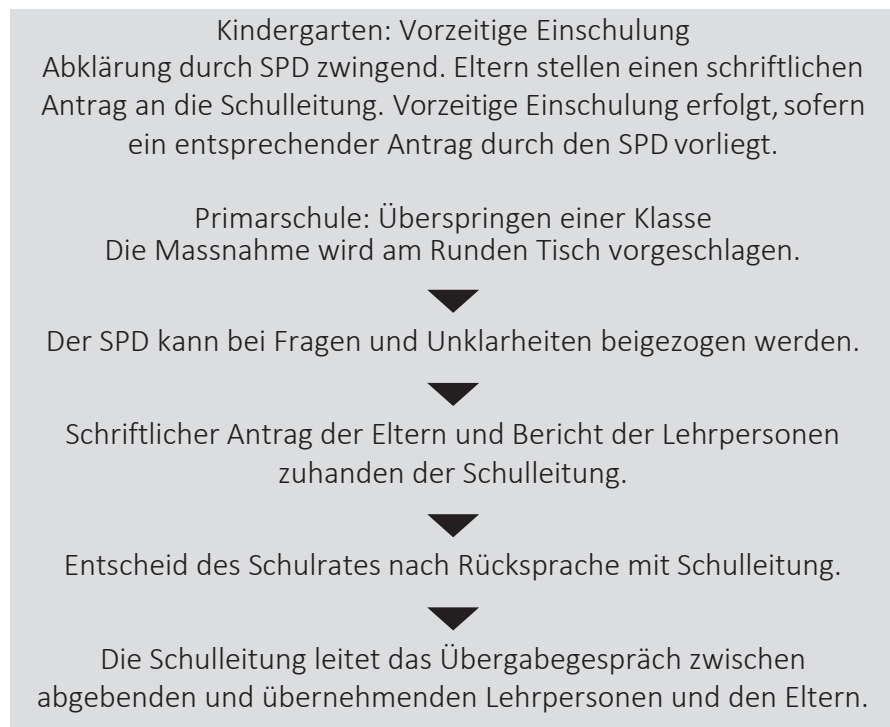 Kindergarten: Vorzeitige Einschulung
Abklärung durch SPD zwingend. Eltern stellen einen schriftlichen
Antrag an die Schulleitung. Vorzeitige Einschulung erfolgt, sofern
ein entsprechender Antrag durch den SPD vorliegt.
Primarschule: Überspringen einer Klasse
Die Massnahme wird am Runden Tisch vorgeschlagen.
Der SPD kann bei Fragen und Unklarheiten beigezogen werden.
Schriftlicher Antrag der Eltern und Bericht der Lehrpersonen
zuhanden der Schulleitung.
Entscheid des Schulrates nach Rücksprache mit Schulleitung.
Die Schulleitung leitet das Übergabegespräch zwischen
abgebenden und übernehmenden Lehrpersonen und den Eltern.